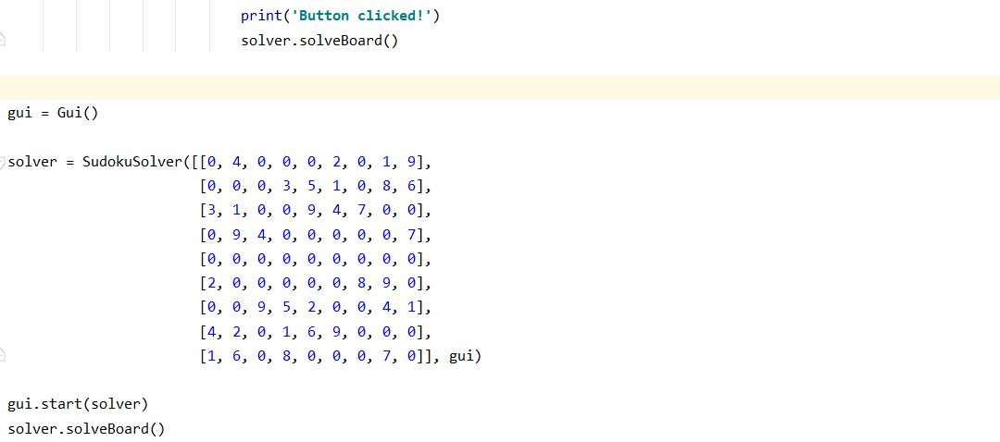 print('Button clicked!')
solver.solveBoard()
gui = Gui()
solver = SudokuSolver([[0, 4, 0, 0, 0, 2, 0, 1, 9],
[0, 0, 0, 3, 5, 1, 0, 8, 6],
[3, 1, 0, 0, 9, 4, 7, 0, 0],
[0, 9, 4, 0, 0, 0, 0, 0, 7],
[0, 0, 0, 0, 0, 0, 0, 0, 0],
[2, 0, 0, 0, 0, 0, 8, 9, 0],
[0, 0, 9, 5, 2, 0, 0, 4, 1],
[4, 2, 0, 1, 6, 9, 0, 0, 0],
[1, 6, 0, 8, 0, 0, 0, 7, 0]], gui)
gui.start(solver)
solver.solveBoard()